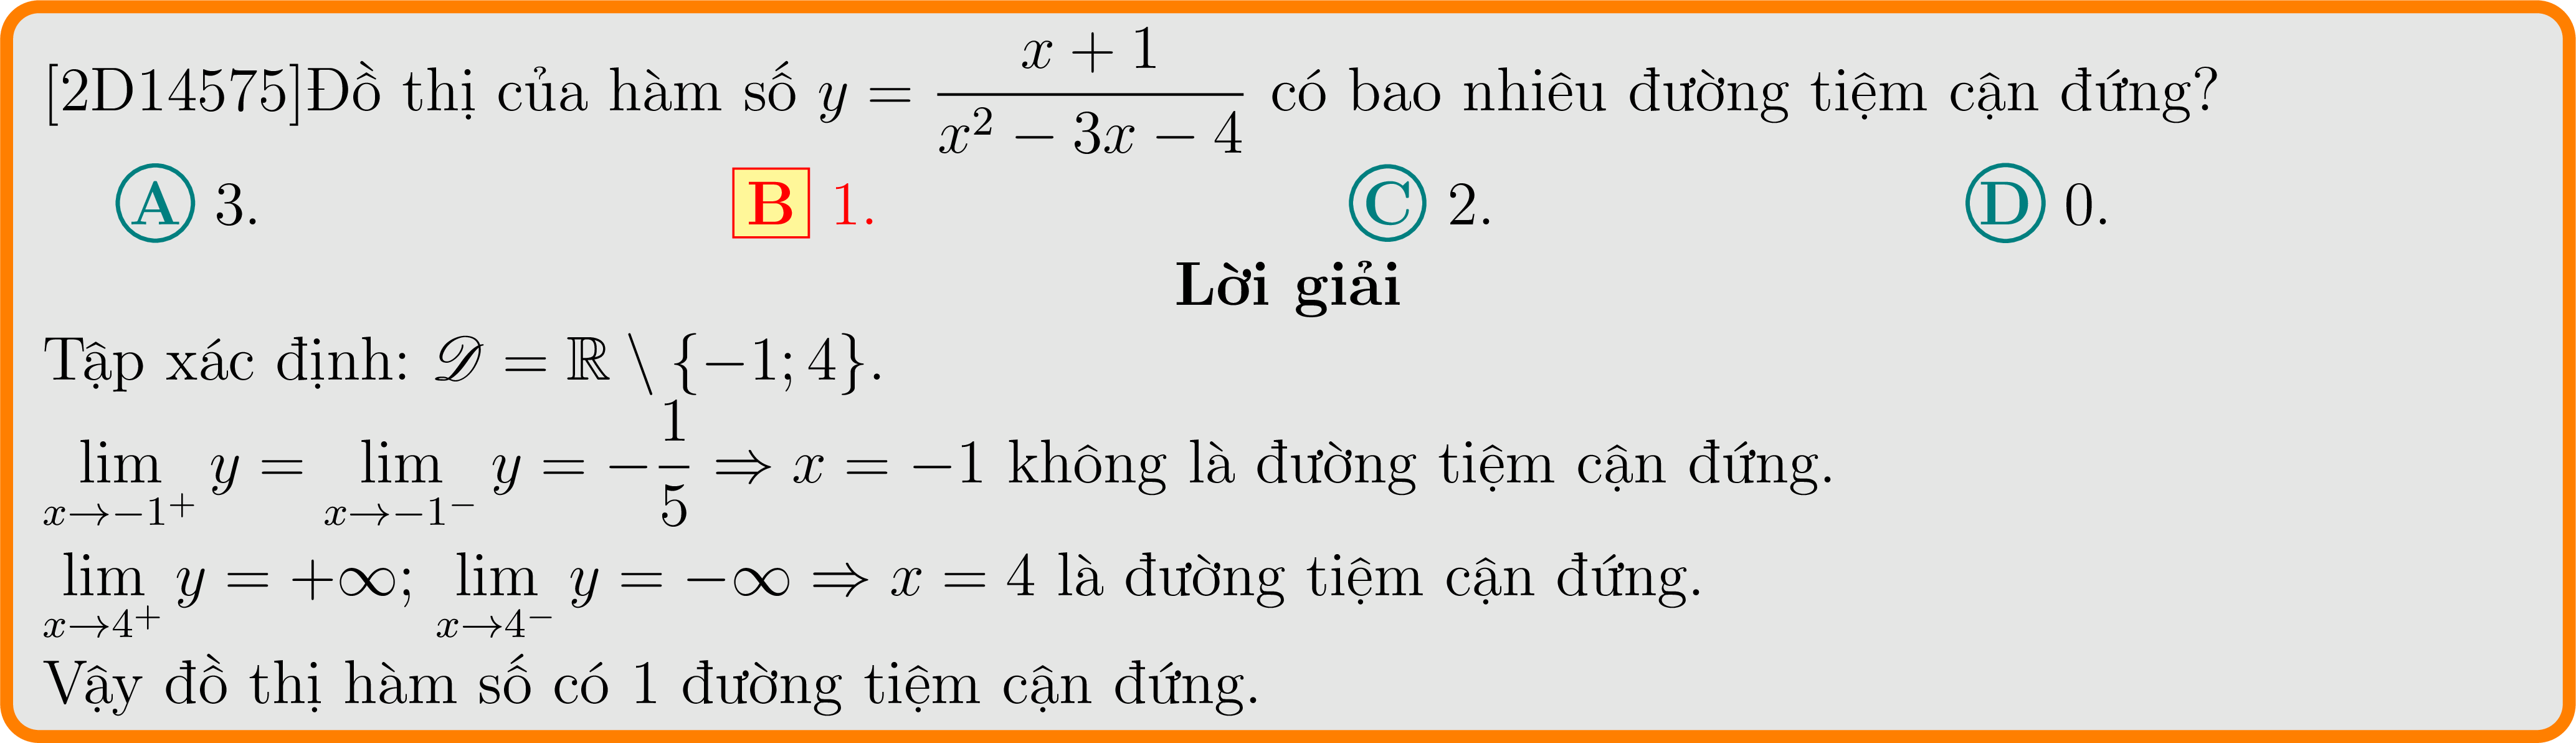 [2D14575]Đồ thị của hàm số $y = \dfrac{x+1}{x^2-3x-4}$ có bao nhiêu đường tiệm cận đứng?
A 3. B 1. C 2. D 0.
Lời giải
Tập xác định: $\mathscr{D} = \mathbb{R} \setminus \{-1; 4\}$.
$\lim\limits_{x \to -1^+} y = \lim\limits_{x \to -1^-} y = -\dfrac{1}{5} \Rightarrow x = -1$ không là đường tiệm cận đứng.
$\lim\limits_{x \to 4^+} y = +\infty; \lim\limits_{x \to 4^-} y = -\infty \Rightarrow x = 4$ là đường tiệm cận đứng.
Vậy đồ thị hàm số có 1 đường tiệm cận đứng.